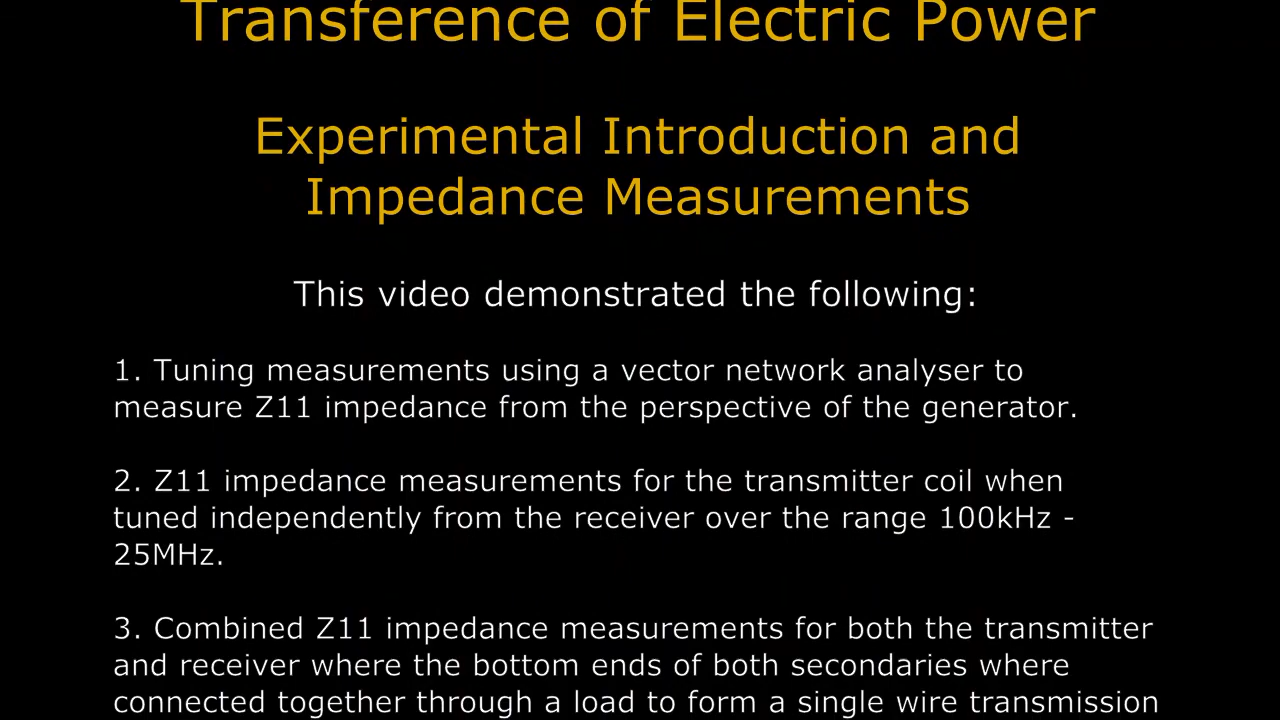 Transference of Electric Power
Experimental Introduction and
Impedance Measurements
This video demonstrated the following:
1. Tuning measurements using a vector network analyser to
measure Z11 impedance from the perspective of the generator.
2. Z11 impedance measurements for the transmitter coil when
tuned independently from the receiver over the range 100kHz -
25MHz.
3. Combined Z11 impedance measurements for both the transmitter
and receiver where the bottom ends of both secondaries where
connected together through a load to form a single wire transmission